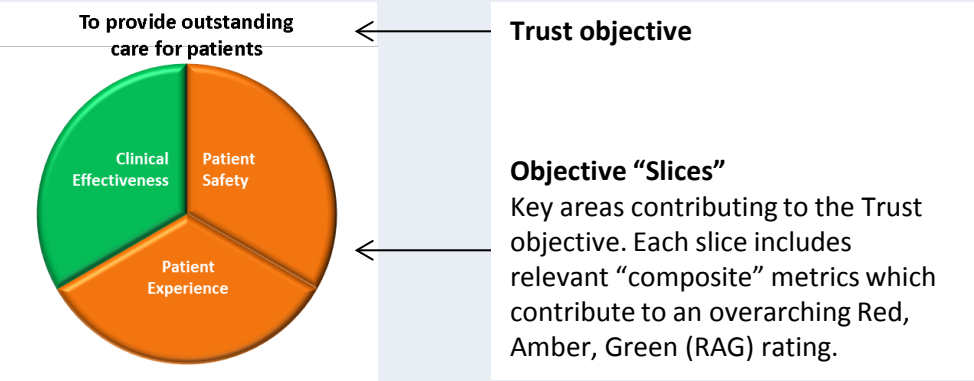 To provide outstanding
care for patients
Clinical
Effectiveness
Patient
Safety
Patient
Experience
Trust objective
Objective “Slices”
Key areas contributing to the Trust
objective. Each slice includes
relevant “composite” metrics which
contribute to an overarching Red,
Amber, Green (RAG) rating.